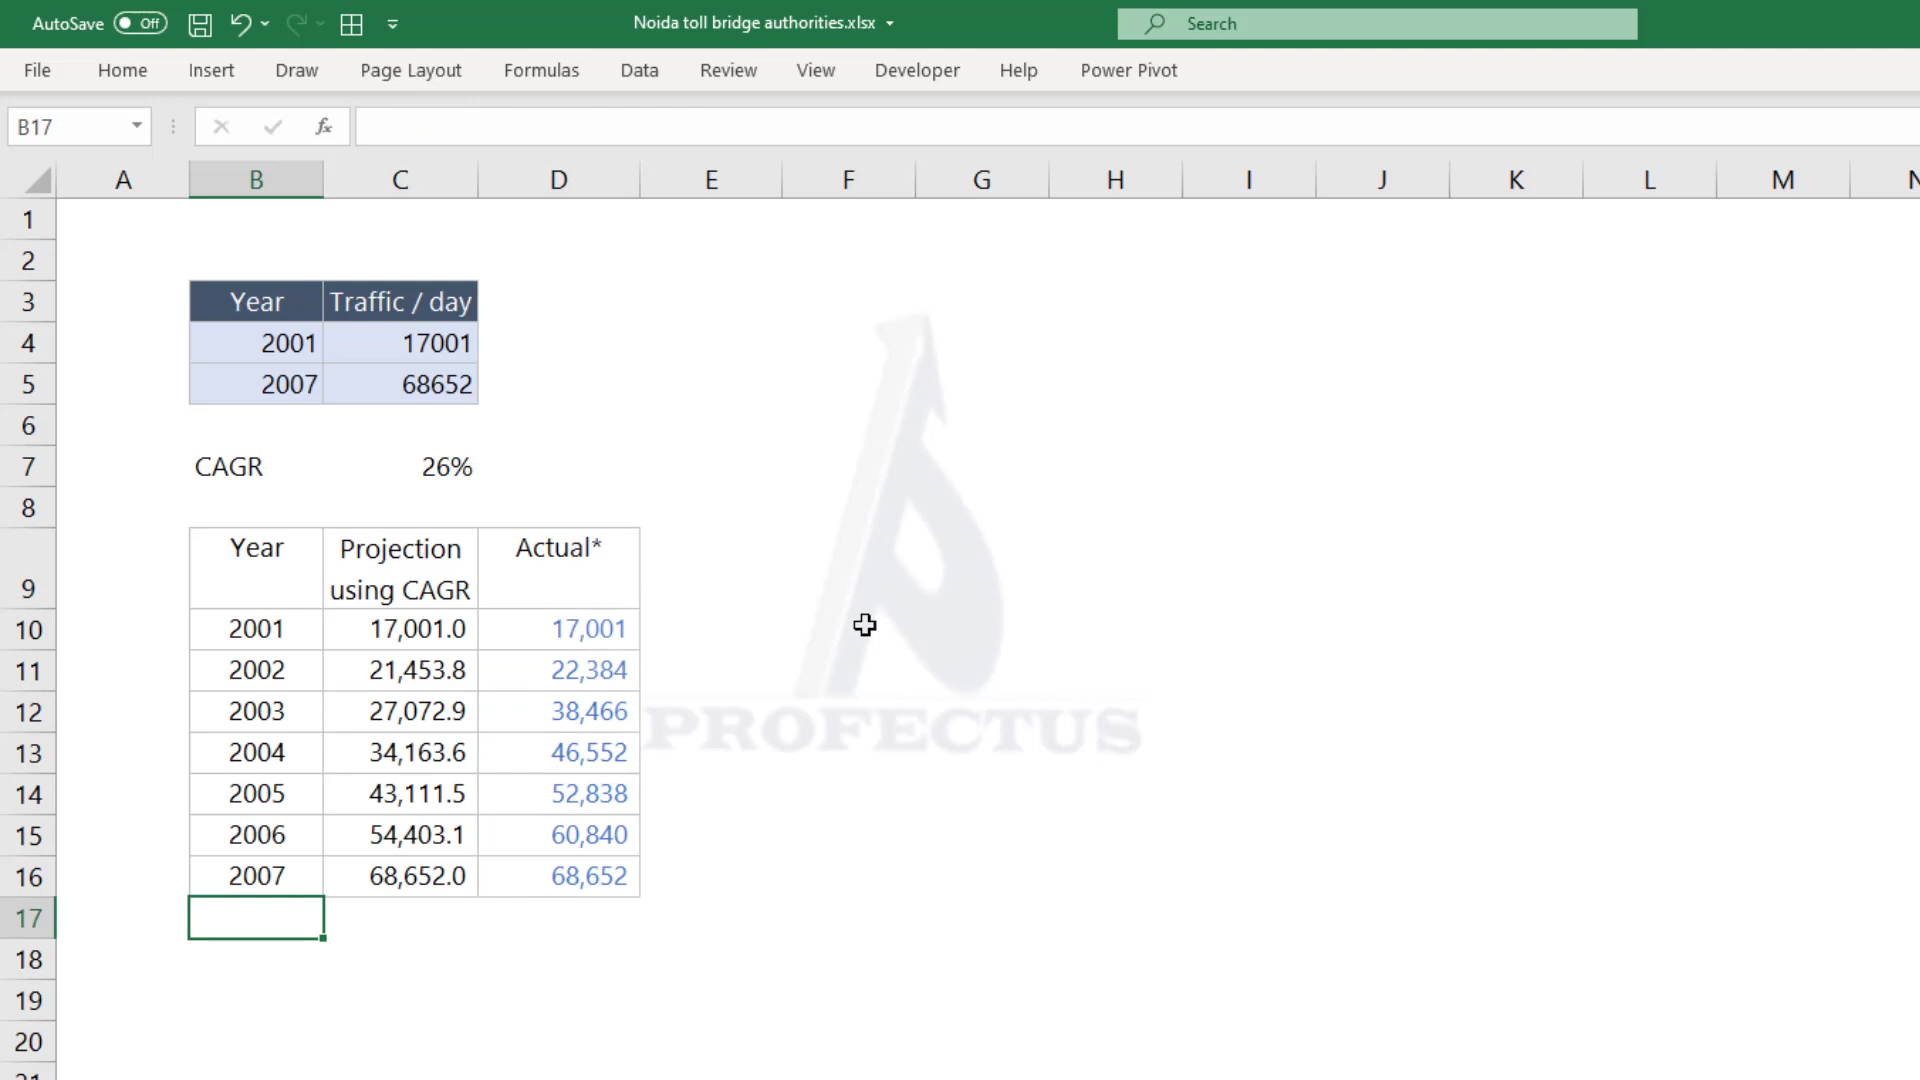 AutoSave Off Noida toll bridge authorities.xlsx Search
File Home Insert Draw Page Layout Formulas Data Review View Developer Help Power Pivot
B17 fx
A B C D E F G H I J K L M N
1
2
3 Year Traffic / day
4 2001 17001
5 2007 68652
6
7 CAGR 26%
8
Year Projection Actual*
9 using CAGR
10 2001 17,001.0 17,001
11 2002 21,453.8 22,384
12 2003 27,072.9 38,466
PROFECTUS
13 2004 34,163.6 46,552
14 2005 43,111.5 52,838
15 2006 54,403.1 60,840
16 2007 68,652.0 68,652
17
18
19
20
21